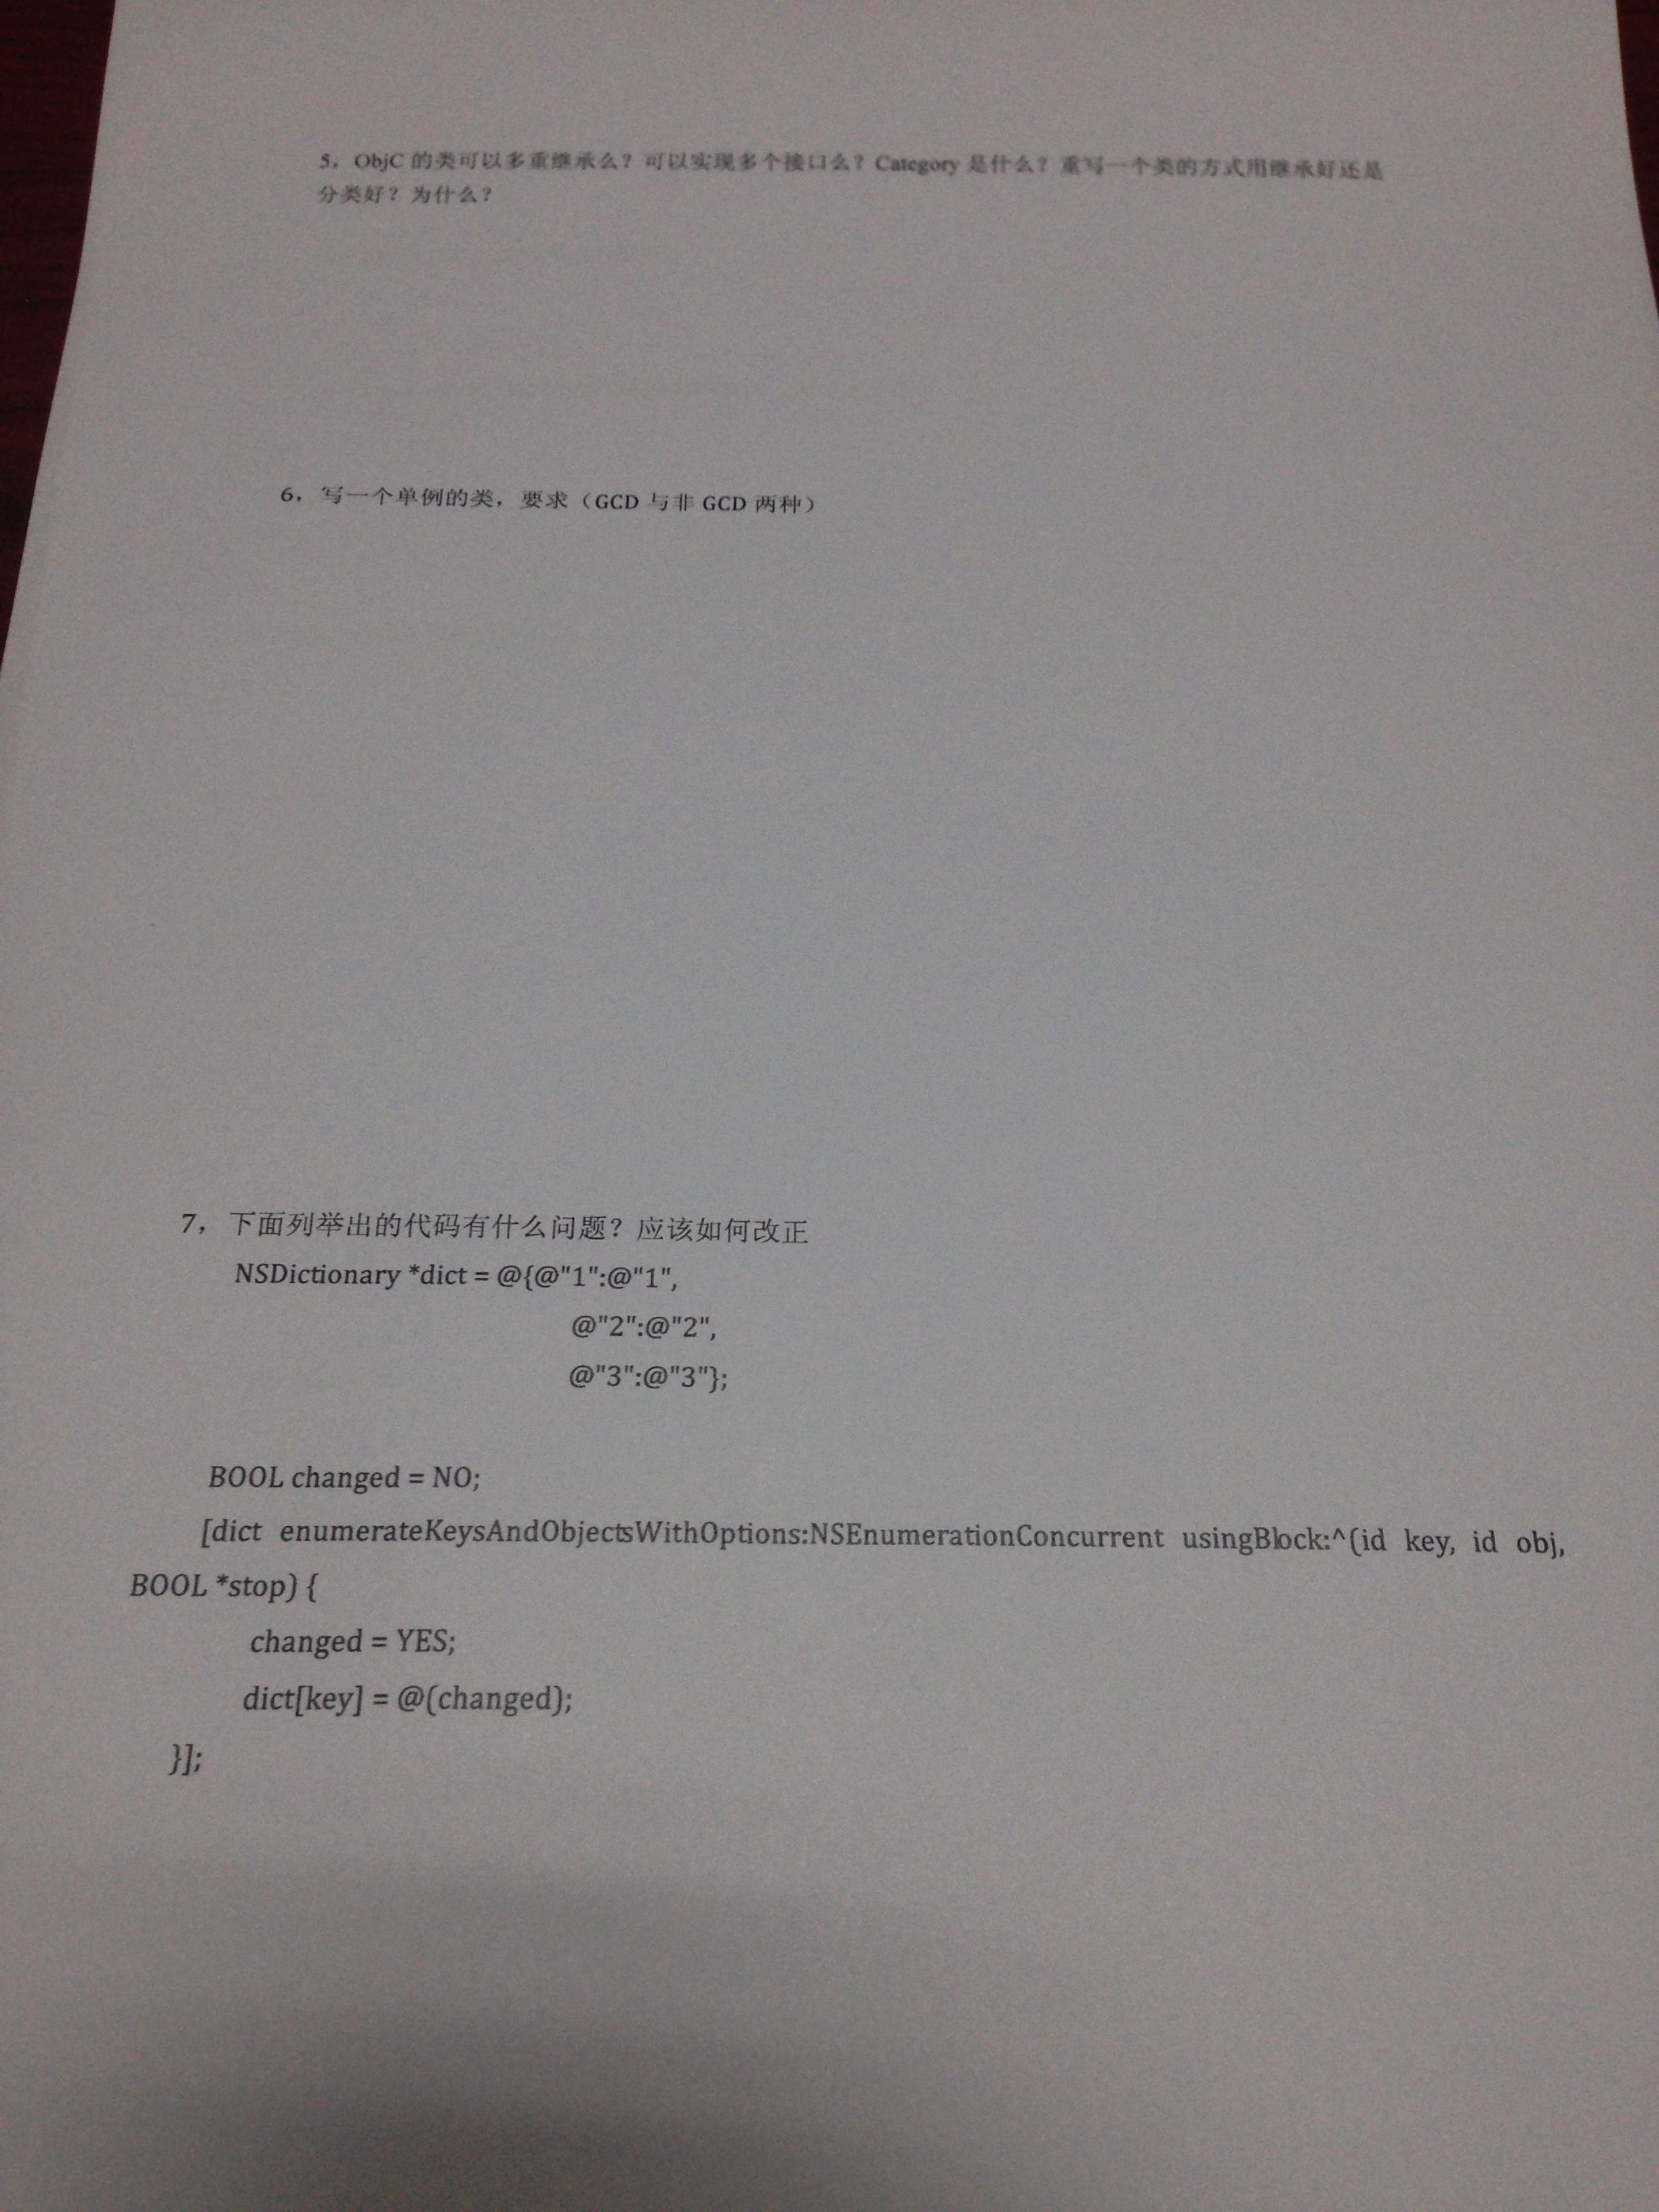 5，ObjC 的类可以多重继承么？可以实现多个接口么？Category 是什么？重写一个类的方式用继承好还是
分类好？为什么？
6，写一个单例的类，要求（GCD 与非 GCD 两种）
7，下面列举出的代码有什么问题？应该如何改正
NSDictionary *dict = @{@"1":@"1",
@"2":@"2",
@"3":@"3"};
BOOL changed = NO;
[dict enumerateKeysAndObjectsWithOptions:NSEnumerationConcurrent usingBlock:^(id key, id obj,
BOOL *stop) {
changed = YES;
dict[key] = @(changed);
}];